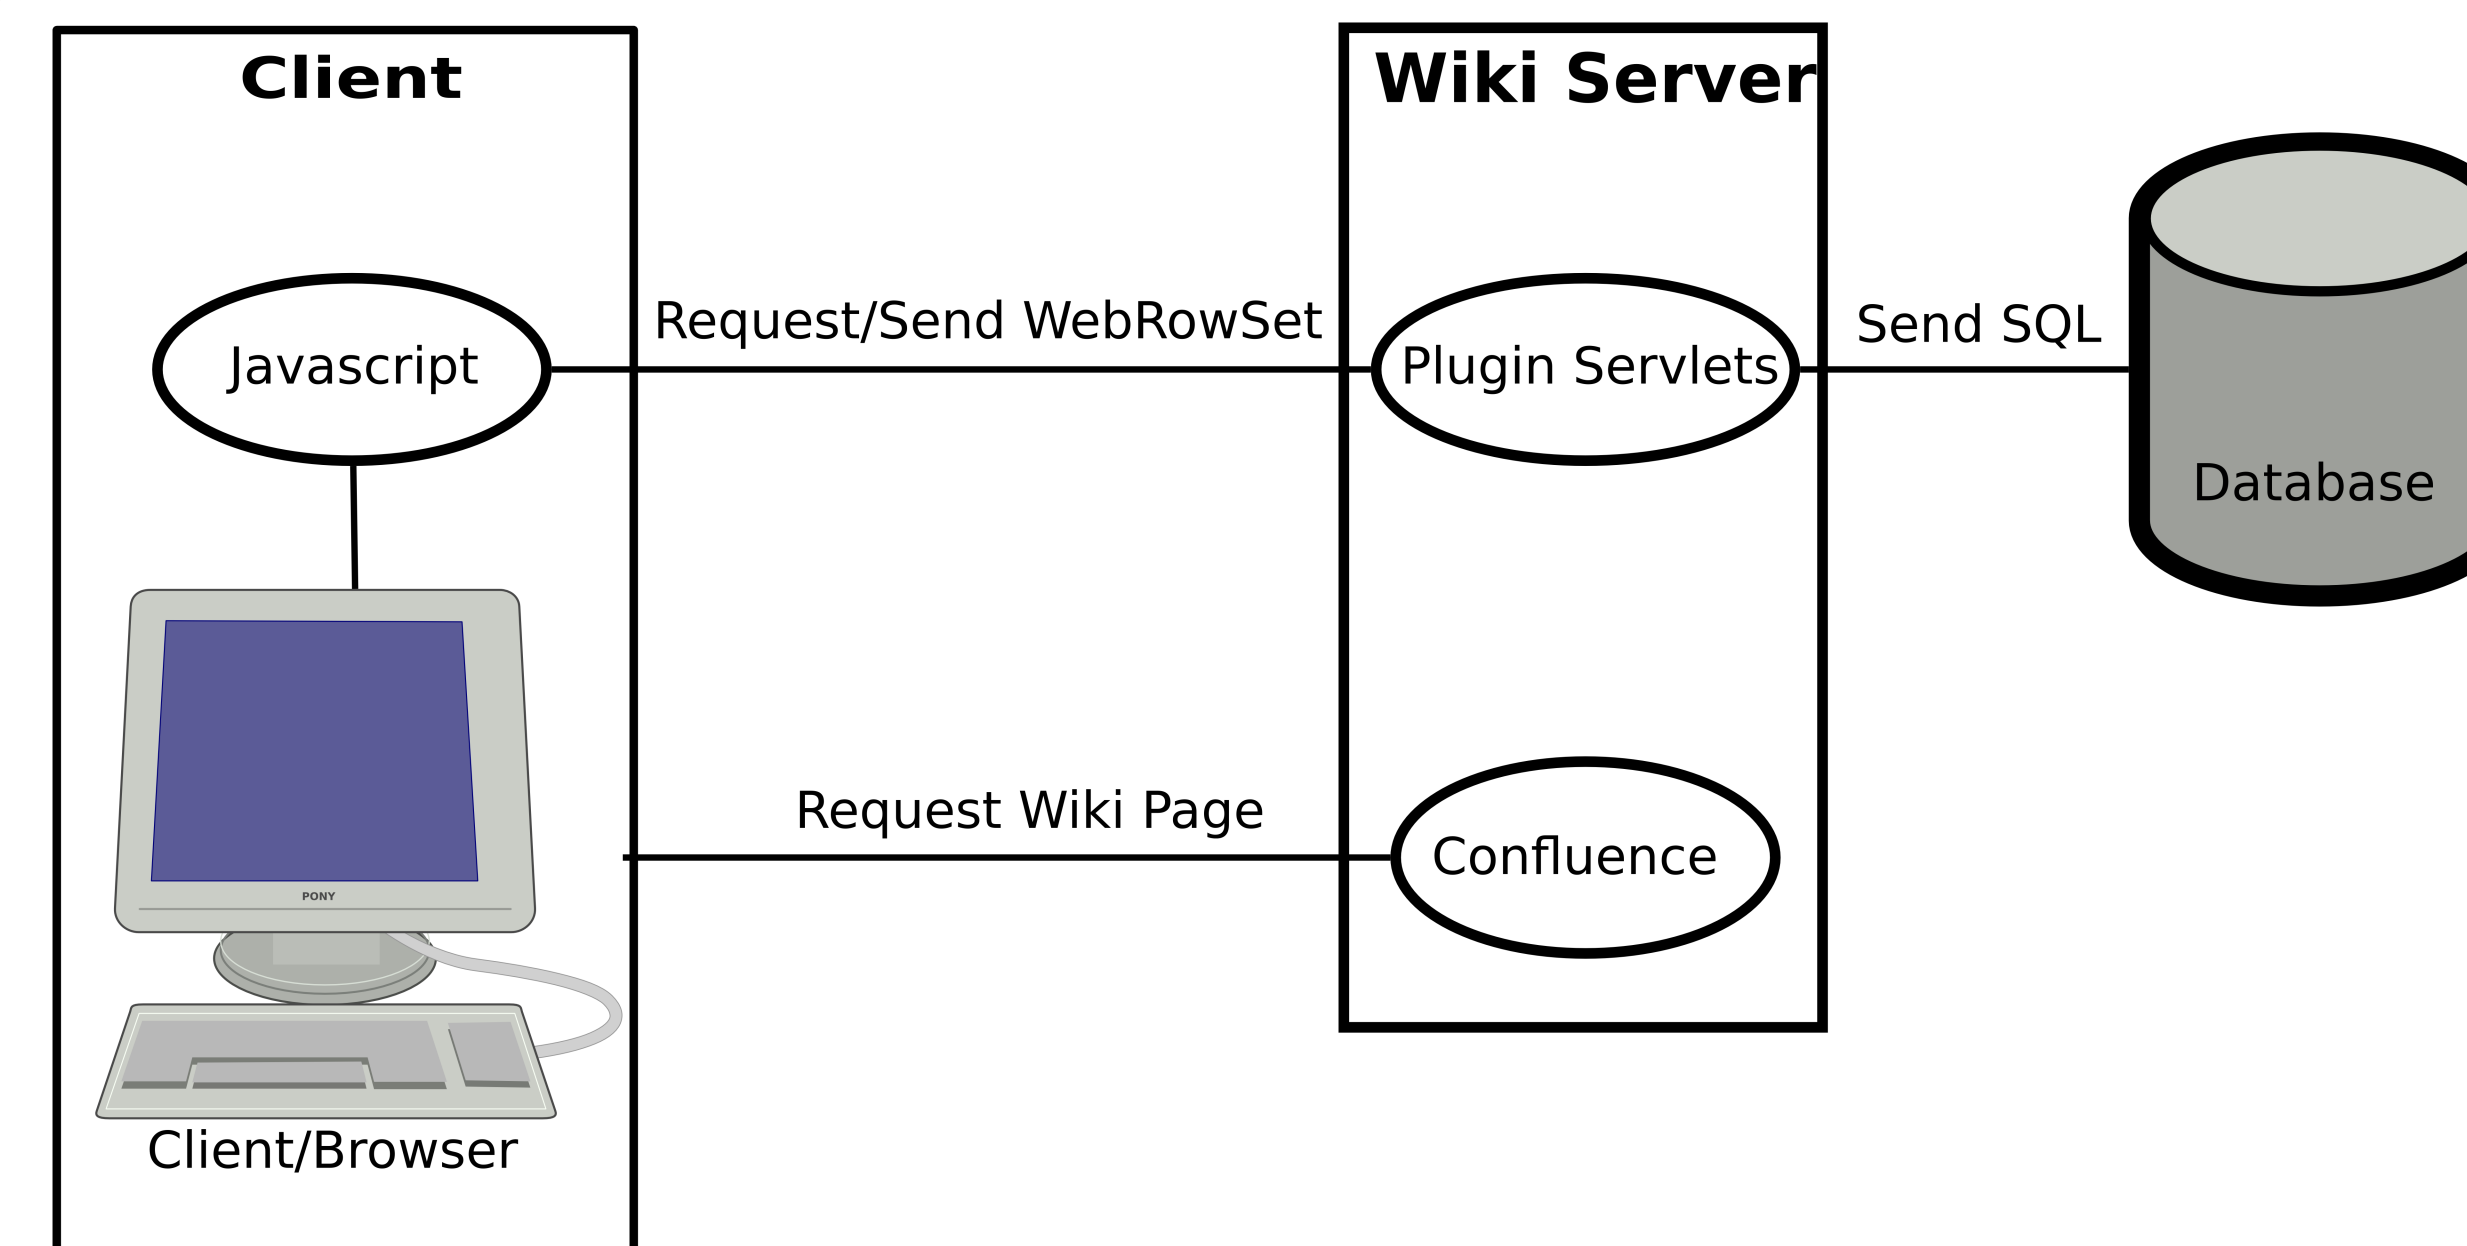 Client
Wiki Server
Request/Send WebRowSet
Send SQL
Javascript
Plugin Servlets
Database
Request Wiki Page
Confluence
PONY
Client/Browser